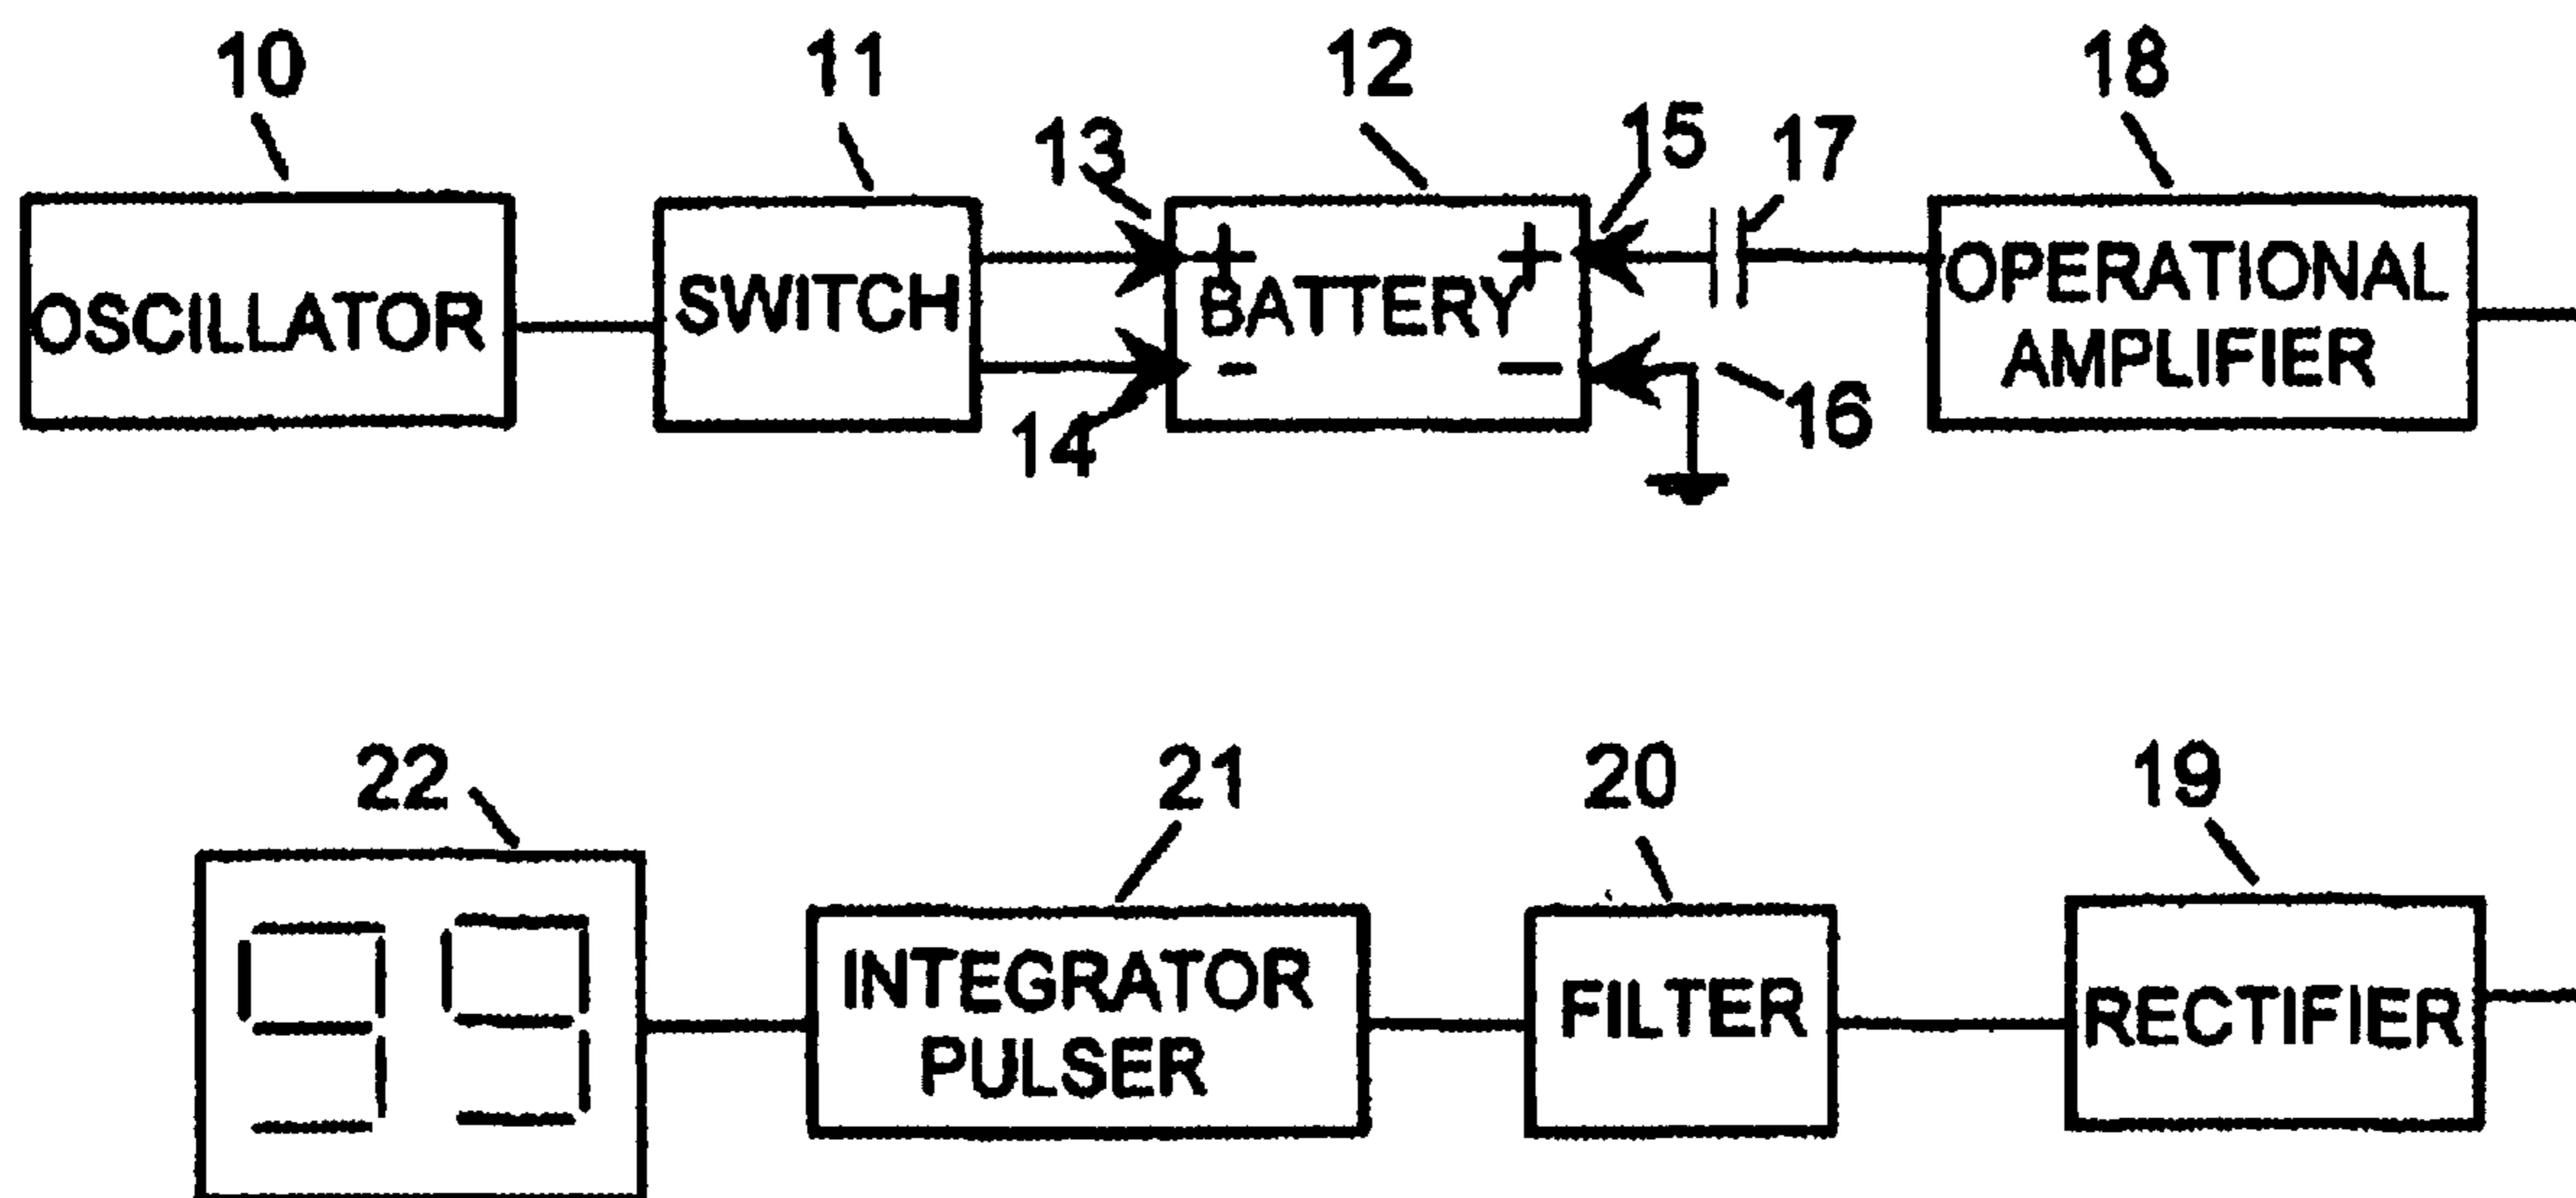 10
11
12
18
13
15
17
OSCILLATOR
SWITCH
+ BATTERY +
- -
OPERATIONAL
AMPLIFIER
14
16
22
21
20
19
99
INTEGRATOR
PULSER
FILTER
RECTIFIER